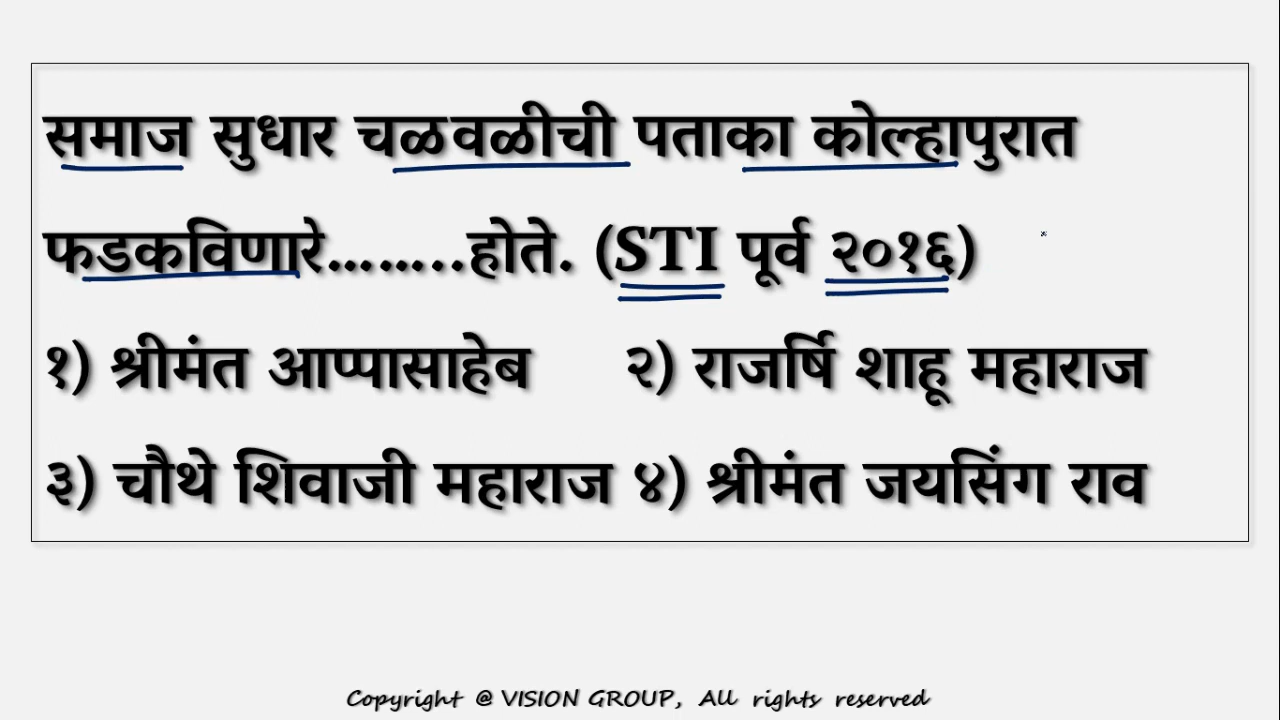 समाज सुधार चळवळीची पताका कोल्हापुरात
फडकविणारे........होते. (STI पूर्व २०१६)
१) श्रीमंत आप्पासाहेब २) राजर्षि शाहू महाराज
३) चौथे शिवाजी महाराज ४) श्रीमंत जयसिंग राव
Copyright @ VISION GROUP, All rights reserved